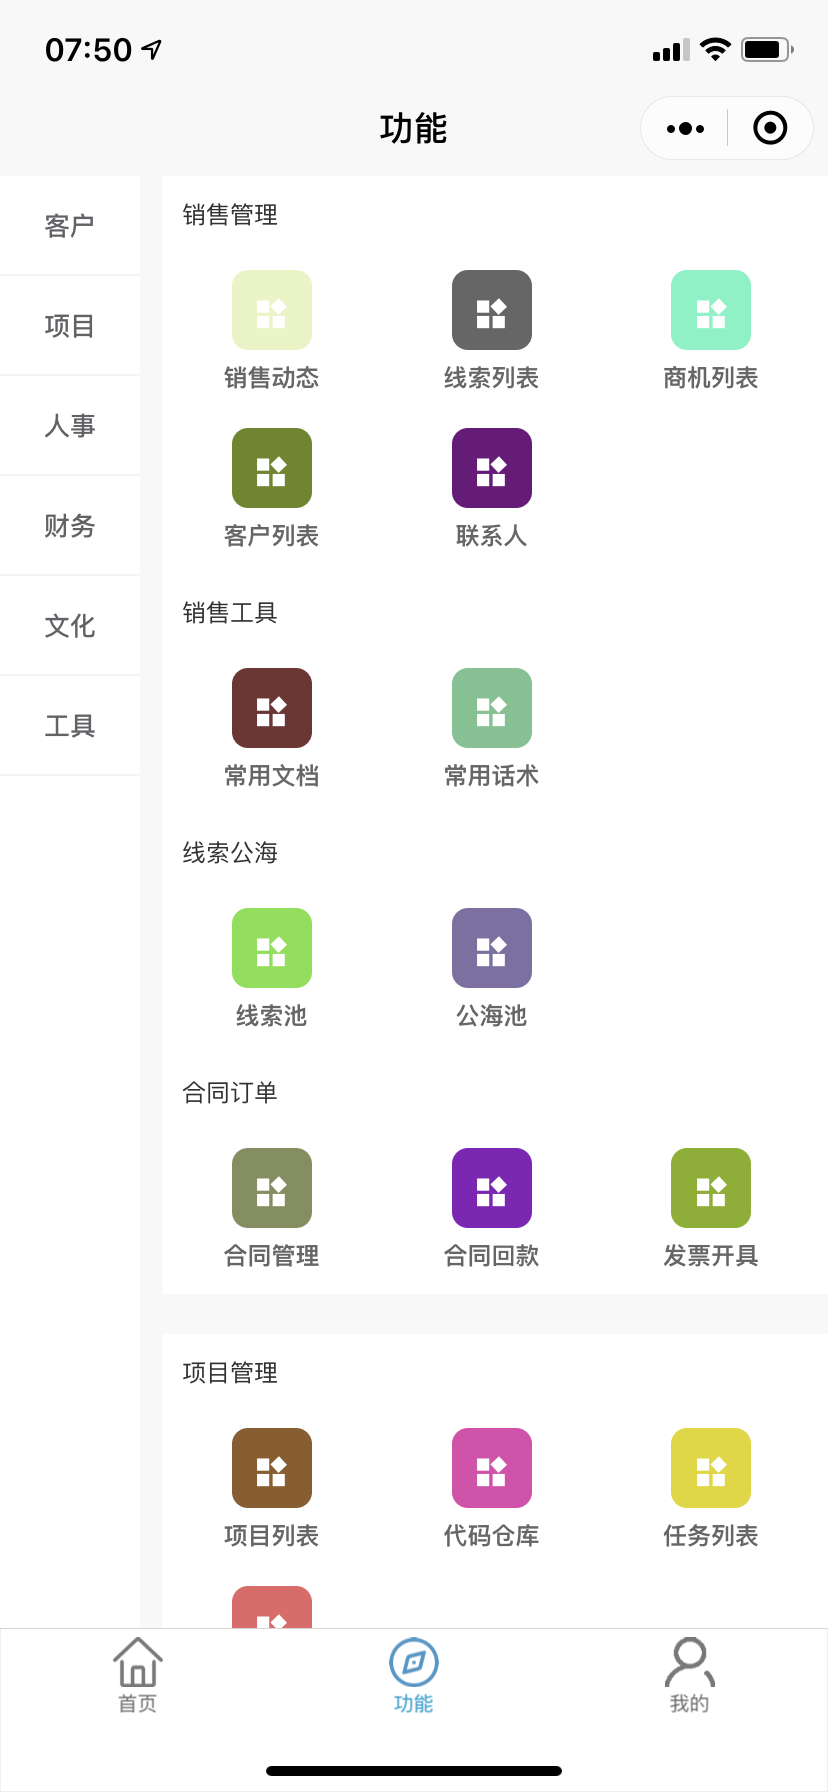 07:50
功能
客户
项目
人事
财务
文化
工具
销售管理
销售动态 线索列表 商机列表
客户列表 联系人
销售工具
常用文档 常用话术
线索公海
线索池 公海池
合同订单
合同管理 合同回款 发票开具
项目管理
项目列表 代码仓库 任务列表
首页 功能 我的